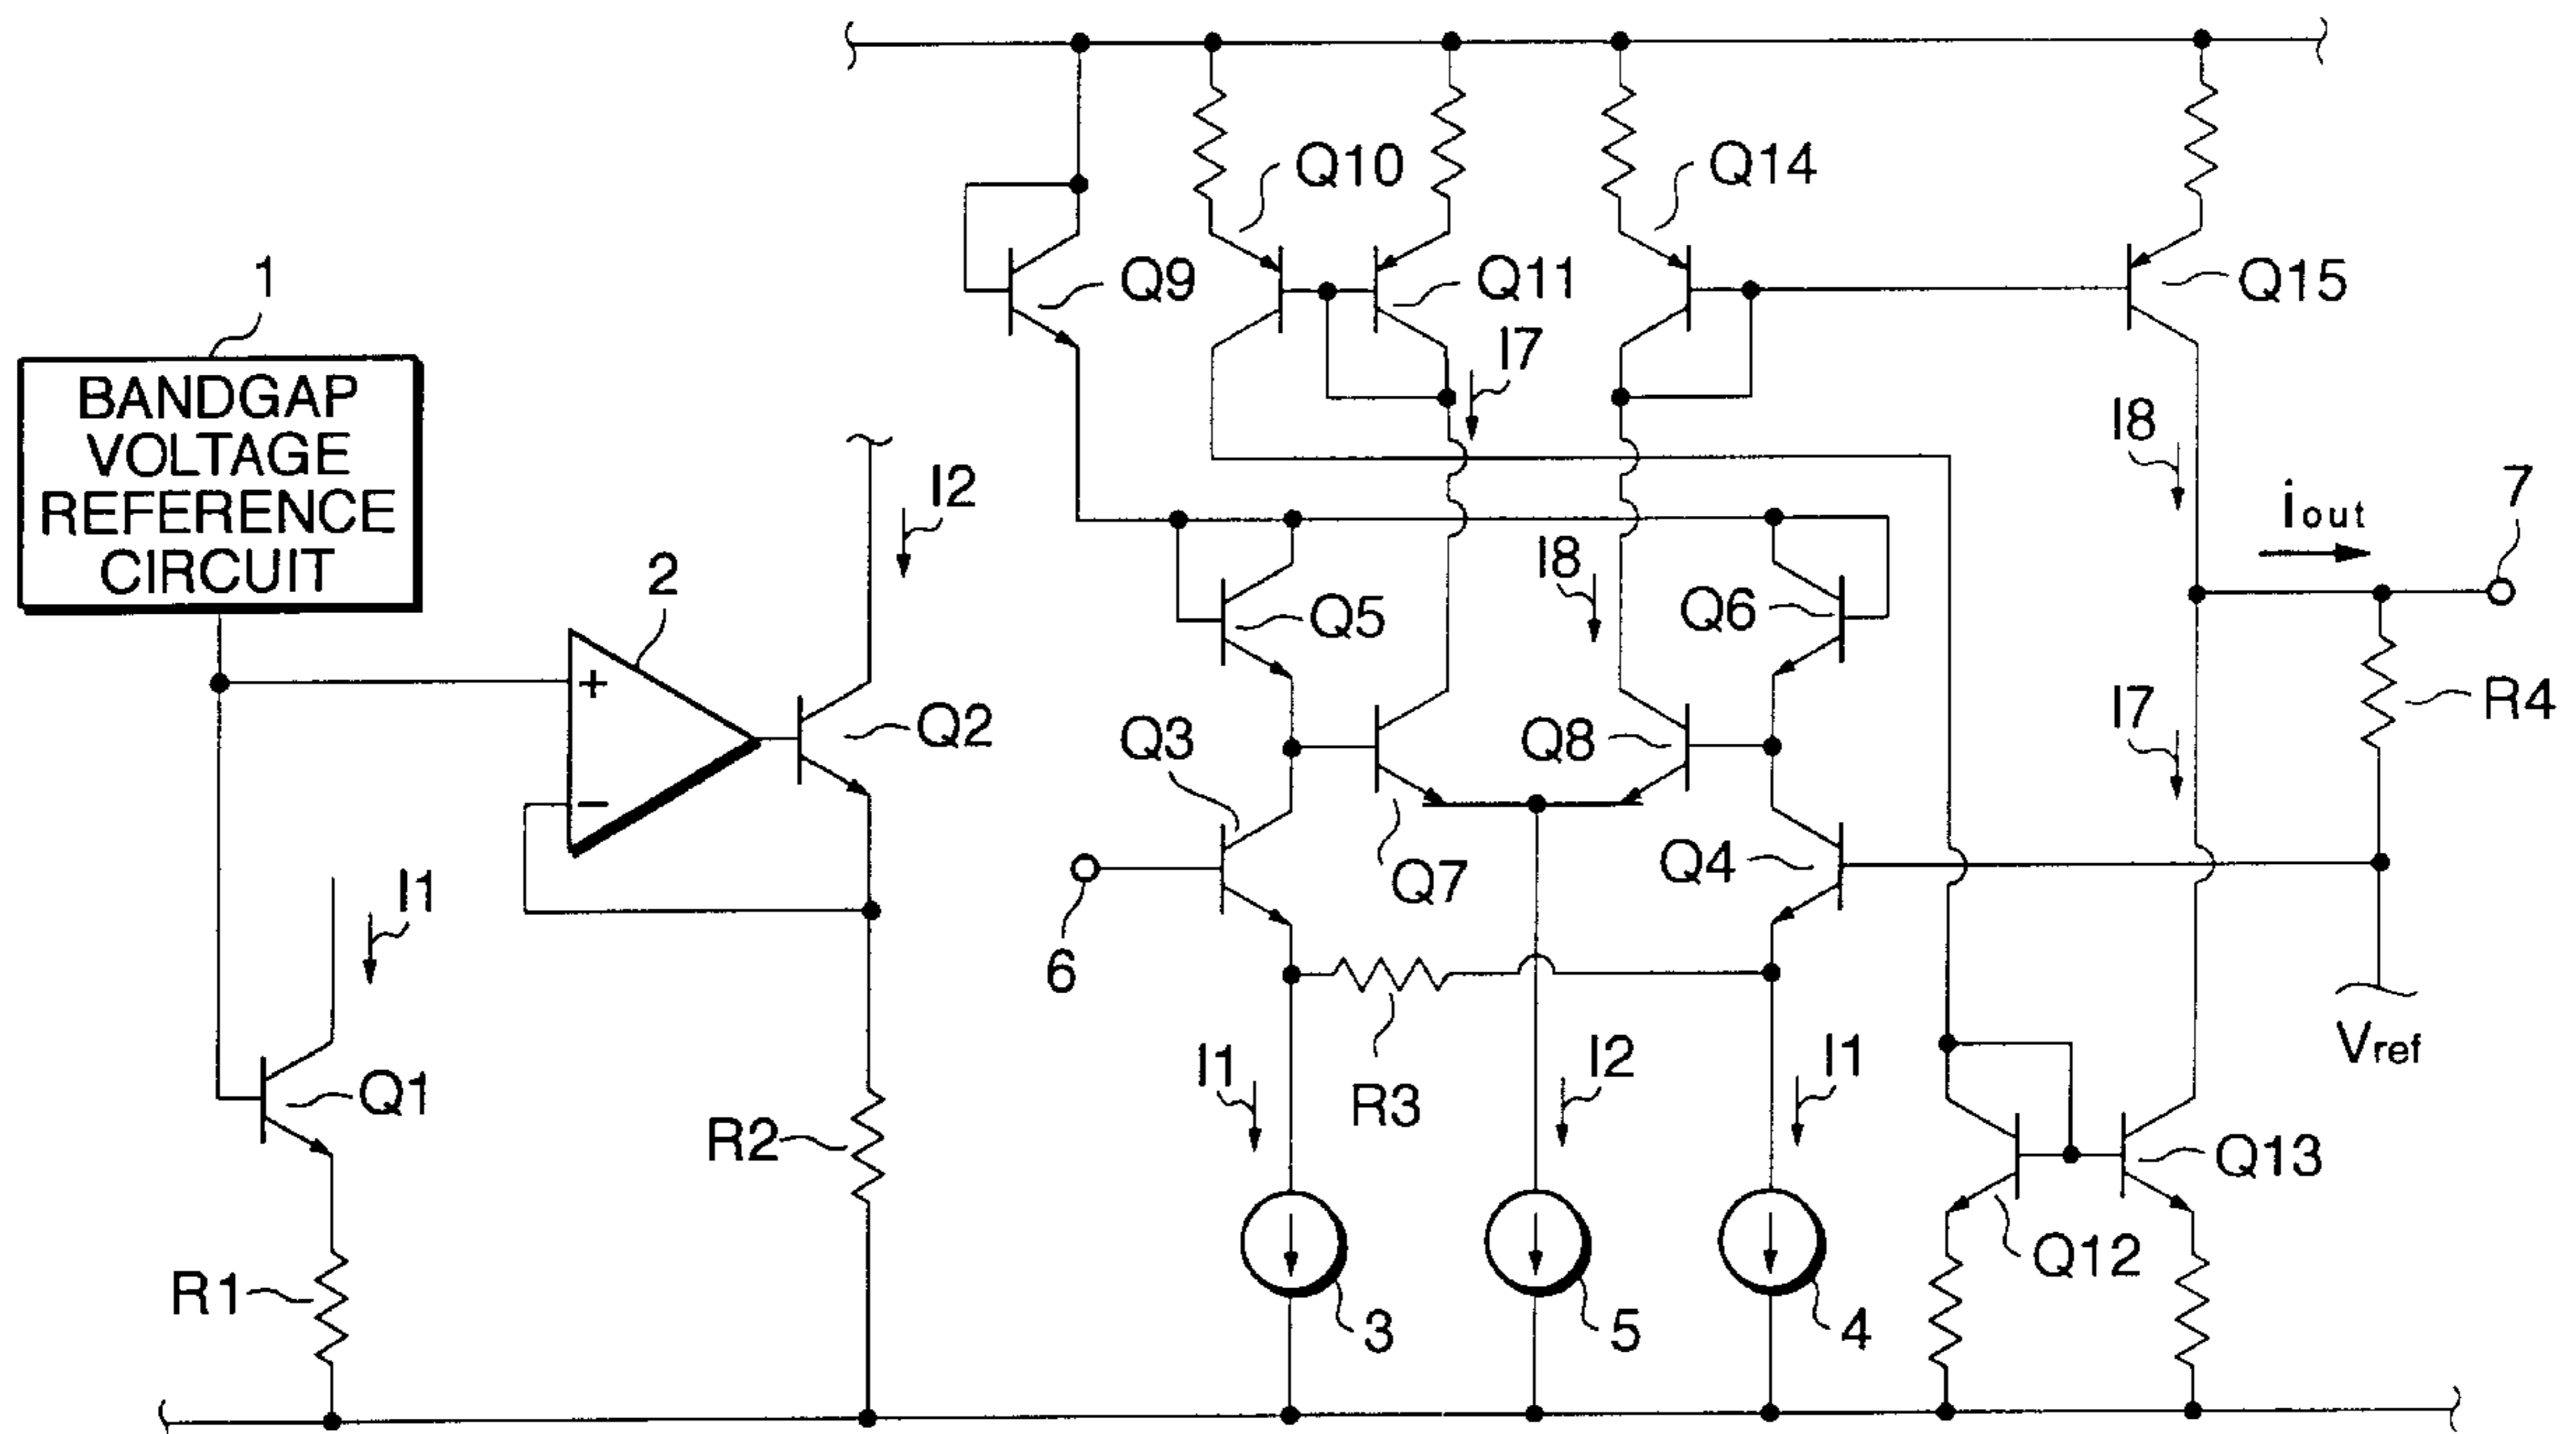 1
BANDGAP
VOLTAGE
REFERENCE
CIRCUIT
2
+
−
I2
Q2
I1
Q1
R1
R2
Q9
Q10
Q11
I7
Q14
Q15
I8
iout
7
Q5
I8
Q6
Q3
Q7
Q8
Q4
I7
R4
6
R3
I1
I2
I1
Vref
Q13
Q12
3
5
4